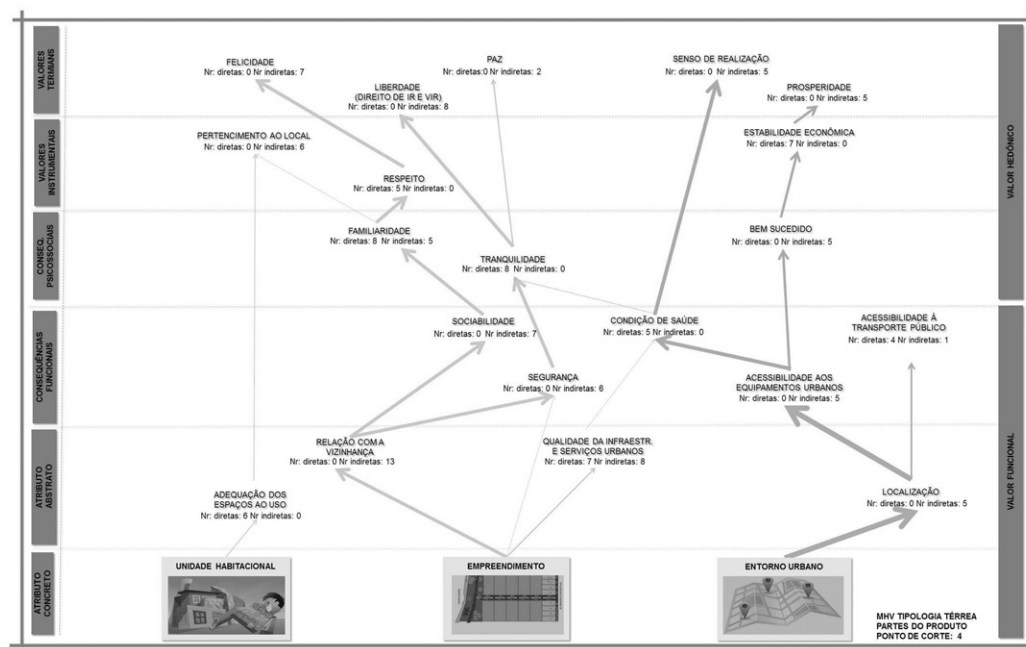 VALORES
TERMIANS
VALORES
INSTRUMENTAIS
CONSEQ.
PSICOSSOCIAIS
CONSEQUÊNCIAS
FUNCIONAIS
ATRIBUTO
ABSTRATO
ATRIBUTO
CONCRETO
FELICIDADE
Nr: diretas: 0 Nr indiretas: 7
PAZ
Nr: diretas:0 Nr indiretas: 2
SENSO DE REALIZAÇÃO
Nr: diretas: 0 Nr indiretas: 5
LIBERDADE
(DIREITO DE IR E VIR)
Nr: diretas: 0 Nr indiretas: 8
PROSPERIDADE
Nr: diretas: 0 Nr indiretas: 5
PERTENCIMENTO AO LOCAL
Nr: diretas: 0 Nr indiretas: 6
ESTABILIDADE ECONÔMICA
Nr: diretas: 7 Nr indiretas: 0
RESPEITO
Nr: diretas: 5 Nr indiretas: 0
FAMILIARIDADE
Nr: diretas: 8 Nr indiretas: 5
BEM SUCEDIDO
Nr: diretas: 0 Nr indiretas: 5
TRANQUILIDADE
Nr: diretas: 8 Nr indiretas: 0
SOCIABILIDADE
Nr: diretas: 0 Nr indiretas: 7
CONDIÇÃO DE SAÚDE
Nr: diretas: 5 Nr indiretas: 0
ACESSIBILIDADE À
TRANSPORTE PÚBLICO
Nr: diretas: 4 Nr indiretas: 1
SEGURANÇA
Nr: diretas: 0 Nr indiretas: 6
ACESSIBILIDADE AOS
EQUIPAMENTOS URBANOS
Nr: diretas: 0 Nr indiretas: 5
RELAÇÃO COM A
VIZINHANÇA
Nr: diretas: 0 Nr indiretas: 13
QUALIDADE DA INFRAESTR.
E SERVIÇOS URBANOS
Nr: diretas: 7 Nr indiretas: 8
ADEQUAÇÃO DOS
ESPAÇOS AO USO
Nr: diretas: 6 Nr indiretas: 0
LOCALIZAÇÃO
Nr: diretas: 0 Nr indiretas: 5
UNIDADE HABITACIONAL
EMPREENDIMENTO
ENTORNO URBANO
MHV TIPOLOGIA TÉRREA
PARTES DO PRODUTO
PONTO DE CORTE: 4
VALOR HEDÔNICO
VALOR FUNCIONAL